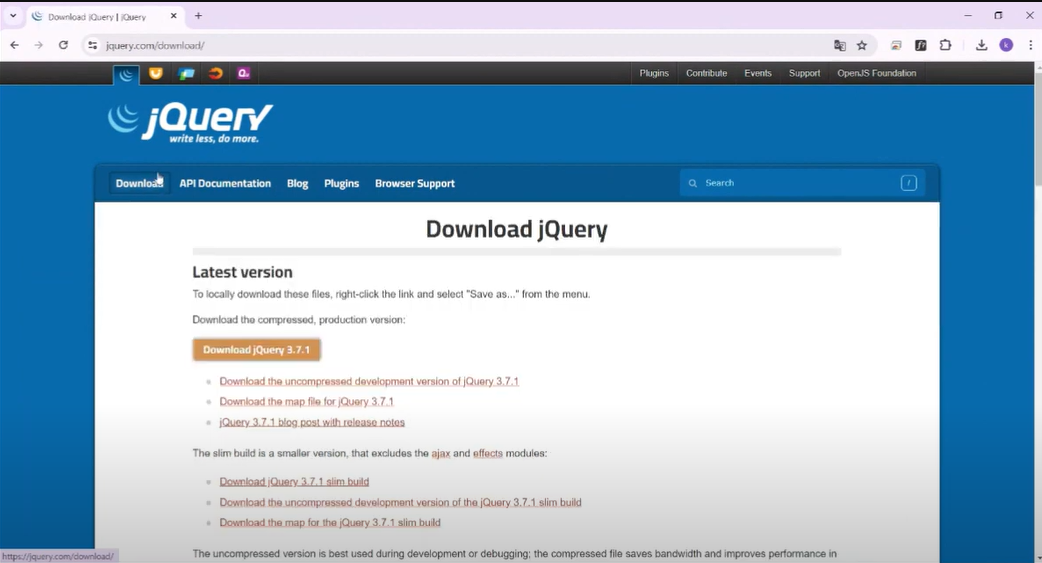 Download jQuery | jQuery
jquery.com/download/
k
Plugins Contribute Events Support OpenJS Foundation
jQuery
write less, do more.
Download API Documentation Blog Plugins Browser Support Search /
Download jQuery
Latest version
To locally download these files, right-click the link and select "Save as..." from the menu.
Download the compressed, production version:
Download jQuery 3.7.1
Download the uncompressed development version of jQuery 3.7.1
Download the map file for jQuery 3.7.1
jQuery 3.7.1 blog post with release notes
The slim build is a smaller version, that excludes the ajax and effects modules:
Download jQuery 3.7.1 slim build
Download the uncompressed development version of the jQuery 3.7.1 slim build
Download the map for the jQuery 3.7.1 slim build
The uncompressed version is best used during development or debugging; the compressed file saves bandwidth and improves performance in
https://jquery.com/download/